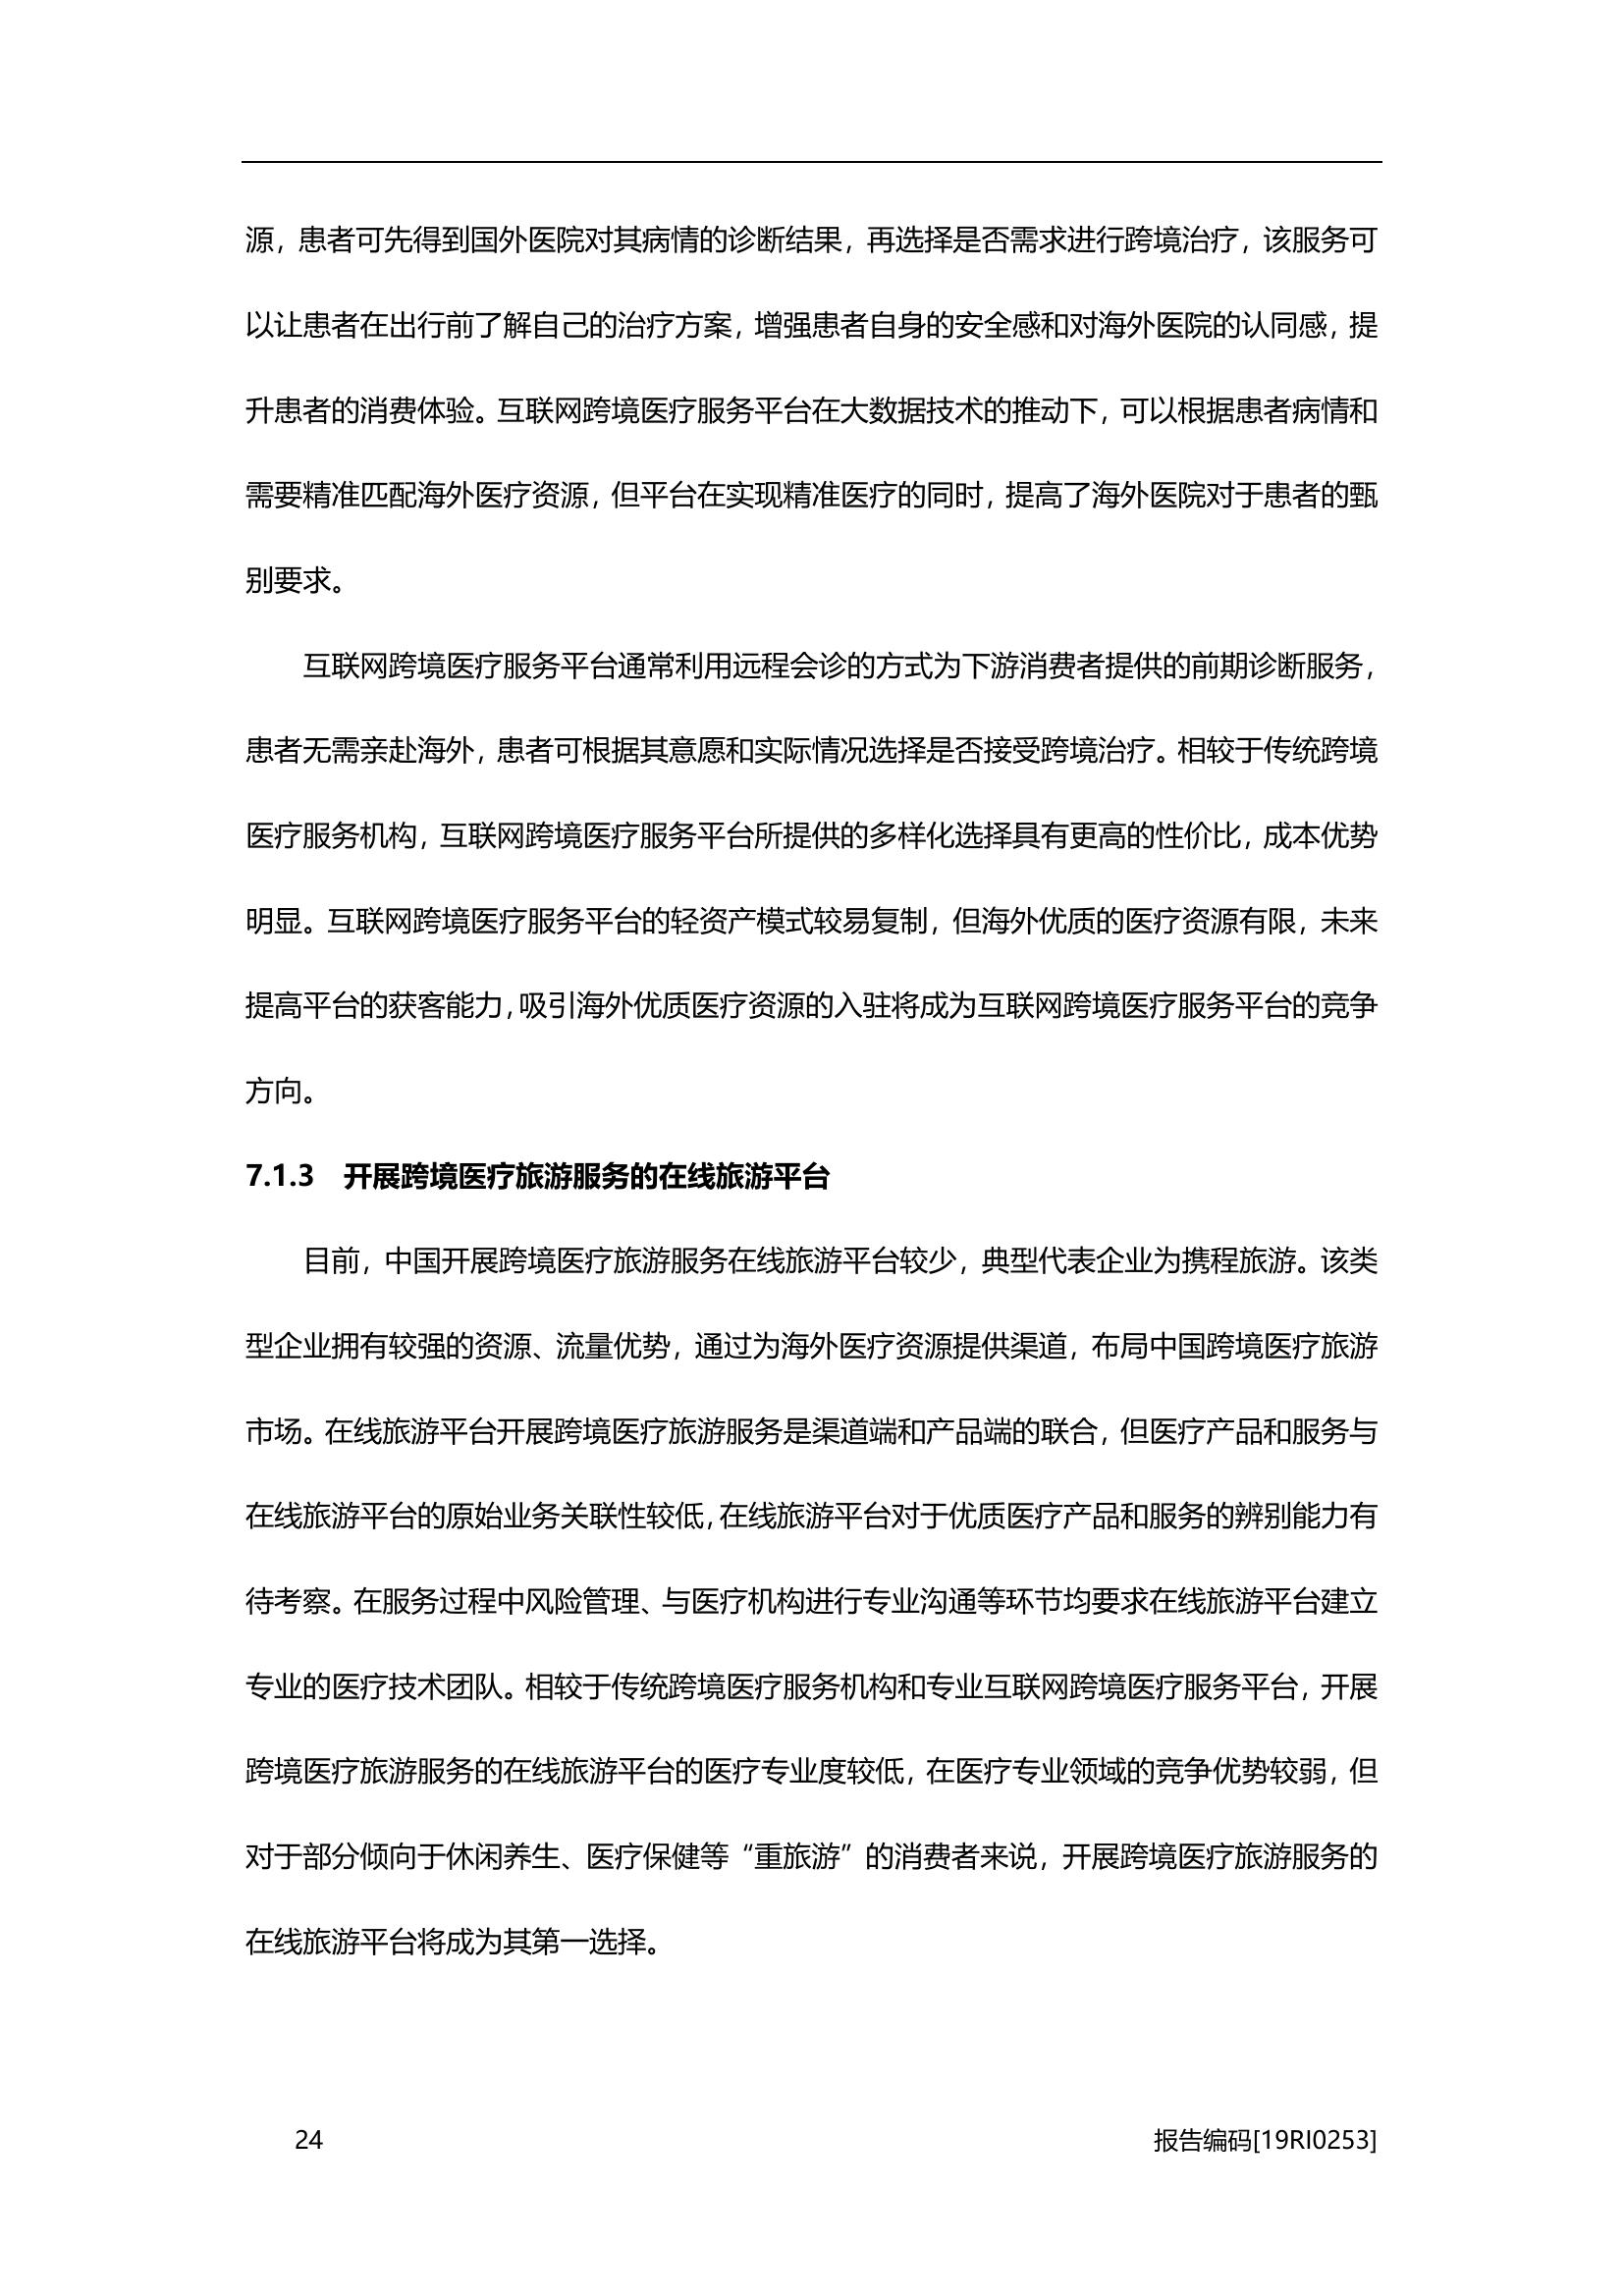 源，患者可先得到国外医院对其病情的诊断结果，再选择是否需求进行跨境治疗，该服务可
以让患者在出行前了解自己的治疗方案，增强患者自身的安全感和对海外医院的认同感，提
升患者的消费体验。互联网跨境医疗服务平台在大数据技术的推动下，可以根据患者病情和
需要精准匹配海外医疗资源，但平台在实现精准医疗的同时，提高了海外医院对于患者的甄
别要求。
互联网跨境医疗服务平台通常利用远程会诊的方式为下游消费者提供的前期诊断服务，
患者无需亲赴海外，患者可根据其意愿和实际情况选择是否接受跨境治疗。相较于传统跨境
医疗服务机构，互联网跨境医疗服务平台所提供的多样化选择具有更高的性价比，成本优势
明显。互联网跨境医疗服务平台的轻资产模式较易复制，但海外优质的医疗资源有限，未来
提高平台的获客能力，吸引海外优质医疗资源的入驻将成为互联网跨境医疗服务平台的竞争
方向。
7.1.3 开展跨境医疗旅游服务的在线旅游平台
目前，中国开展跨境医疗旅游服务在线旅游平台较少，典型代表企业为携程旅游。该类
型企业拥有较强的资源、流量优势，通过为海外医疗资源提供渠道，布局中国跨境医疗旅游
市场。在线旅游平台开展跨境医疗旅游服务是渠道端和产品端的联合，但医疗产品和服务与
在线旅游平台的原始业务关联性较低，在线旅游平台对于优质医疗产品和服务的辨别能力有
待考察。在服务过程中风险管理、与医疗机构进行专业沟通等环节均要求在线旅游平台建立
专业的医疗技术团队。相较于传统跨境医疗服务机构和专业互联网跨境医疗服务平台，开展
跨境医疗旅游服务的在线旅游平台的医疗专业度较低，在医疗专业领域的竞争优势较弱，但
对于部分倾向于休闲养生、医疗保健等“重旅游”的消费者来说，开展跨境医疗旅游服务的
在线旅游平台将成为其第一选择。
24 报告编码[19RI0253]